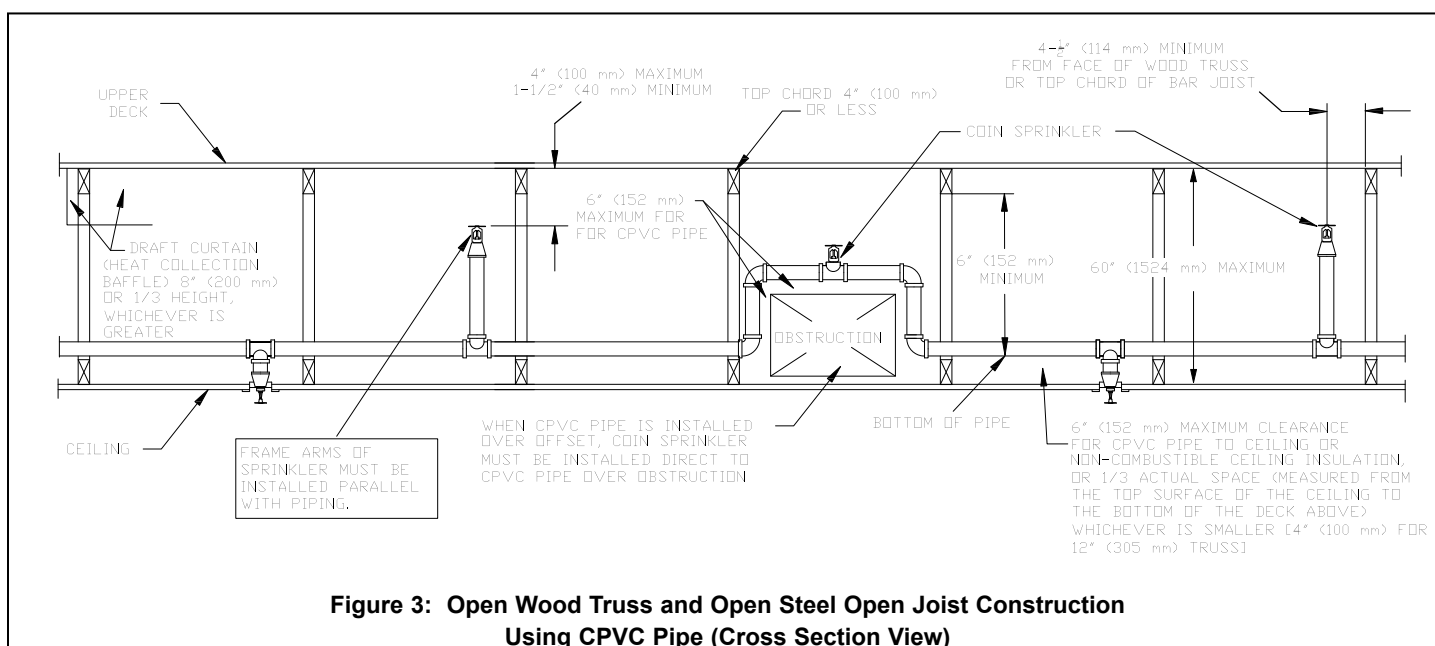 4-1/2" (114 mm) MINIMUM
FROM FACE OF WOOD TRUSS
OR TOP CHORD OF BAR JOIST
4" (100 mm) MAXIMUM
1-1/2" (40 mm) MINIMUM
UPPER
DECK
TOP CHORD 4" (100 mm)
OR LESS
COIN SPRINKLER
6" (152 mm)
MAXIMUM FOR
FOR CPVC PIPE
DRAFT CURTAIN
(HEAT COLLECTION
BAFFLE) 8" (200 mm)
OR 1/3 HEIGHT,
WHICHEVER IS
GREATER
6" (152 mm)
MINIMUM
60" (1524 mm) MAXIMUM
OBSTRUCTION
CEILING
FRAME ARMS OF
SPRINKLER MUST BE
INSTALLED PARALLEL
WITH PIPING.
WHEN CPVC PIPE IS INSTALLED
OVER OFFSET, COIN SPRINKLER
MUST BE INSTALLED DIRECT TO
CPVC PIPE OVER OBSTRUCTION
BOTTOM OF PIPE
6" (152 mm) MAXIMUM CLEARANCE
FOR CPVC PIPE TO CEILING OR
NON-COMBUSTIBLE CEILING INSULATION,
OR 1/3 ACTUAL SPACE (MEASURED FROM
THE TOP SURFACE OF THE CEILING TO
THE BOTTOM OF THE DECK ABOVE)
WHICHEVER IS SMALLER [4" (100 mm) FOR
12" (305 mm) TRUSS]
Figure 3: Open Wood Truss and Open Steel Open Joist Construction
Using CPVC Pipe (Cross Section View)